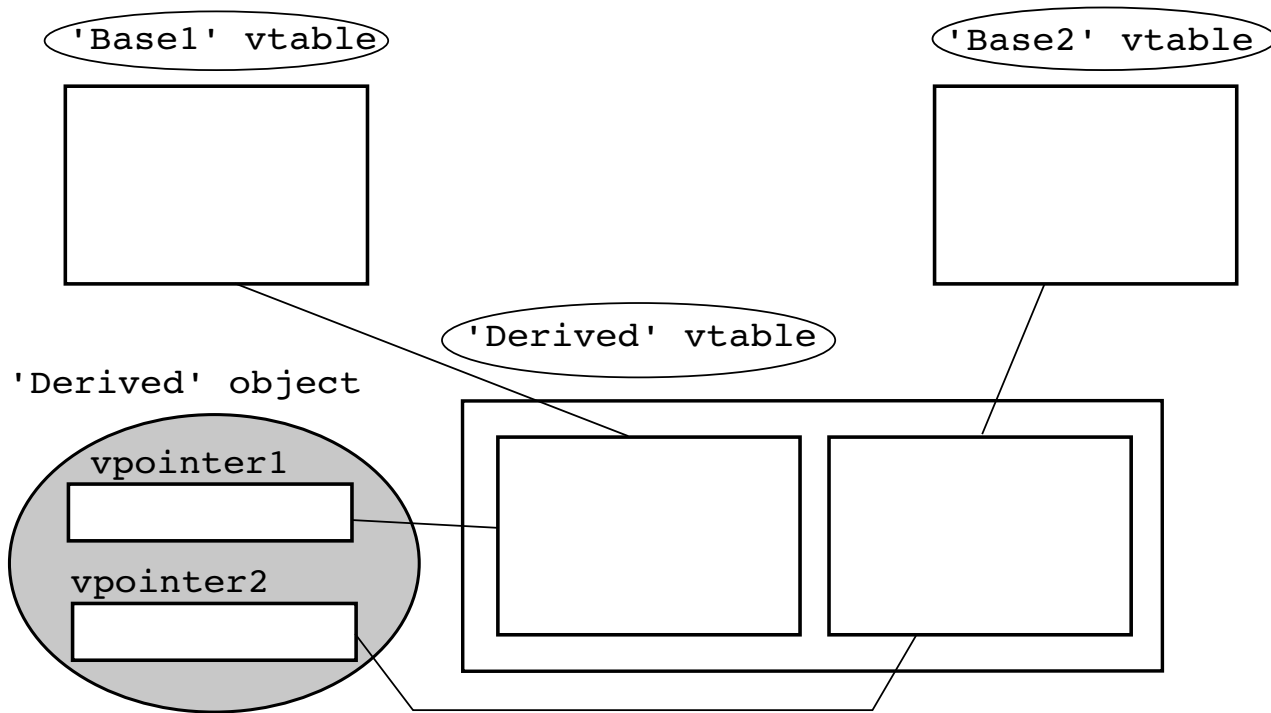 'Base1' vtable
'Base2' vtable
'Derived' vtable
'Derived' object
vpointer1
vpointer2